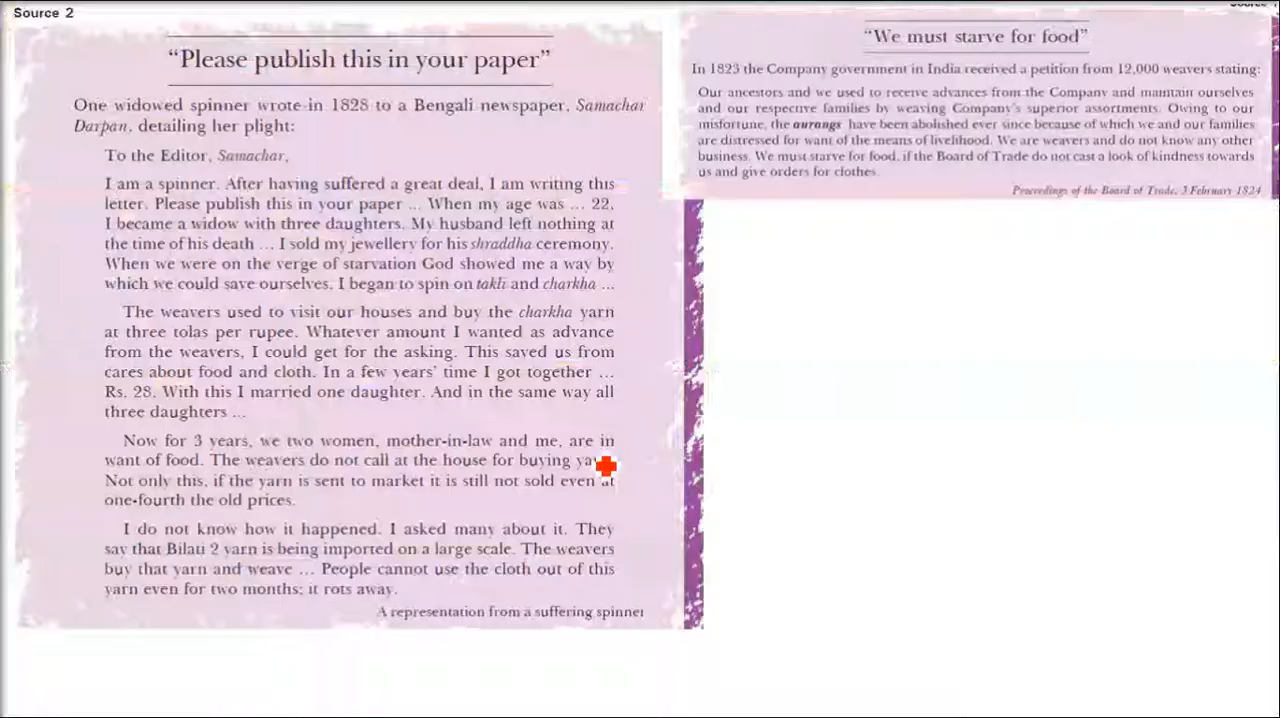 Source 2
"Please publish this in your paper"
One widowed spinner wrote in 1828 to a Bengali newspaper, Samachar
Darpan, detailing her plight:
To the Editor, Samachar,
I am a spinner. After having suffered a great deal, I am writing this
letter. Please publish this in your paper ... When my age was ... 22,
I became a widow with three daughters. My husband left nothing at
the time of his death ... I sold my jewellery for his shraddha ceremony.
When we were on the verge of starvation God showed me a way by
which we could save ourselves. I began to spin on takli and charkha ...
The weavers used to visit our houses and buy the charkha yarn
at three tolas per rupee. Whatever amount I wanted as advance
from the weavers, I could get for the asking. This saved us from
cares about food and cloth. In a few years' time I got together ...
Rs. 28. With this I married one daughter. And in the same way all
three daughters ...
Now for 3 years, we two women, mother-in-law and me, are in
want of food. The weavers do not call at the house for buying
Not only this, if the yarn is sent to market it is still not sold even at
one-fourth the old prices.
I do not know how it happened. I asked many about it. They
say that Bilati 2 yarn is being imported on a large scale. The weavers
buy that yarn and weave ... People cannot use the cloth out of this
yarn even for two months; it rots away.
A representation from a suffering spinner
"We must starve for food"
In 1823 the Company government in India received a petition from 12,000 weavers stating:
Our ancestors and we used to receive advances from the Company and maintain ourselves
and our respective families by weaving Company's superior assortments. Owing to our
misfortune, the aurangs have been abolished ever since because of which we and our families
are distressed for want of the means of livelihood. We are weavers and do not know any other
business. We must starve for food, if the Board of Trade do not cast a look of kindness towards
us and give orders for clothes.
Proceedings of the Board of Trade, 3 February 1824